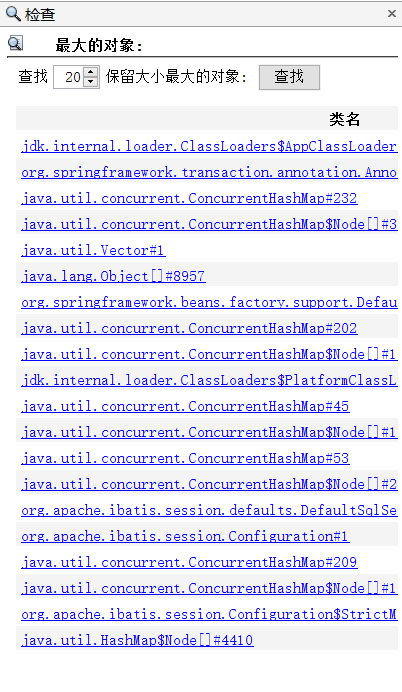 检查
最大的对象：
查找 20 保留大小最大的对象： 查找
类名
jdk.internal.loader.ClassLoaders$AppClassLoader
org.springframework.transaction.annotation.Anno
java.util.concurrent.ConcurrentHashMap#232
java.util.concurrent.ConcurrentHashMap$Node[]#3
java.util.Vector#1
java.lang.Object[]#8957
org.springframework.beans.factory.support.Defau
java.util.concurrent.ConcurrentHashMap#202
java.util.concurrent.ConcurrentHashMap$Node[]#1
jdk.internal.loader.ClassLoaders$PlatformClassL
java.util.concurrent.ConcurrentHashMap#45
java.util.concurrent.ConcurrentHashMap$Node[]#1
java.util.concurrent.ConcurrentHashMap#53
java.util.concurrent.ConcurrentHashMap$Node[]#2
org.apache.ibatis.session.defaults.DefaultSqlSe
org.apache.ibatis.session.Configuration#1
java.util.concurrent.ConcurrentHashMap#209
java.util.concurrent.ConcurrentHashMap$Node[]#1
org.apache.ibatis.session.Configuration$StrictM
java.util.HashMap$Node[]#4410